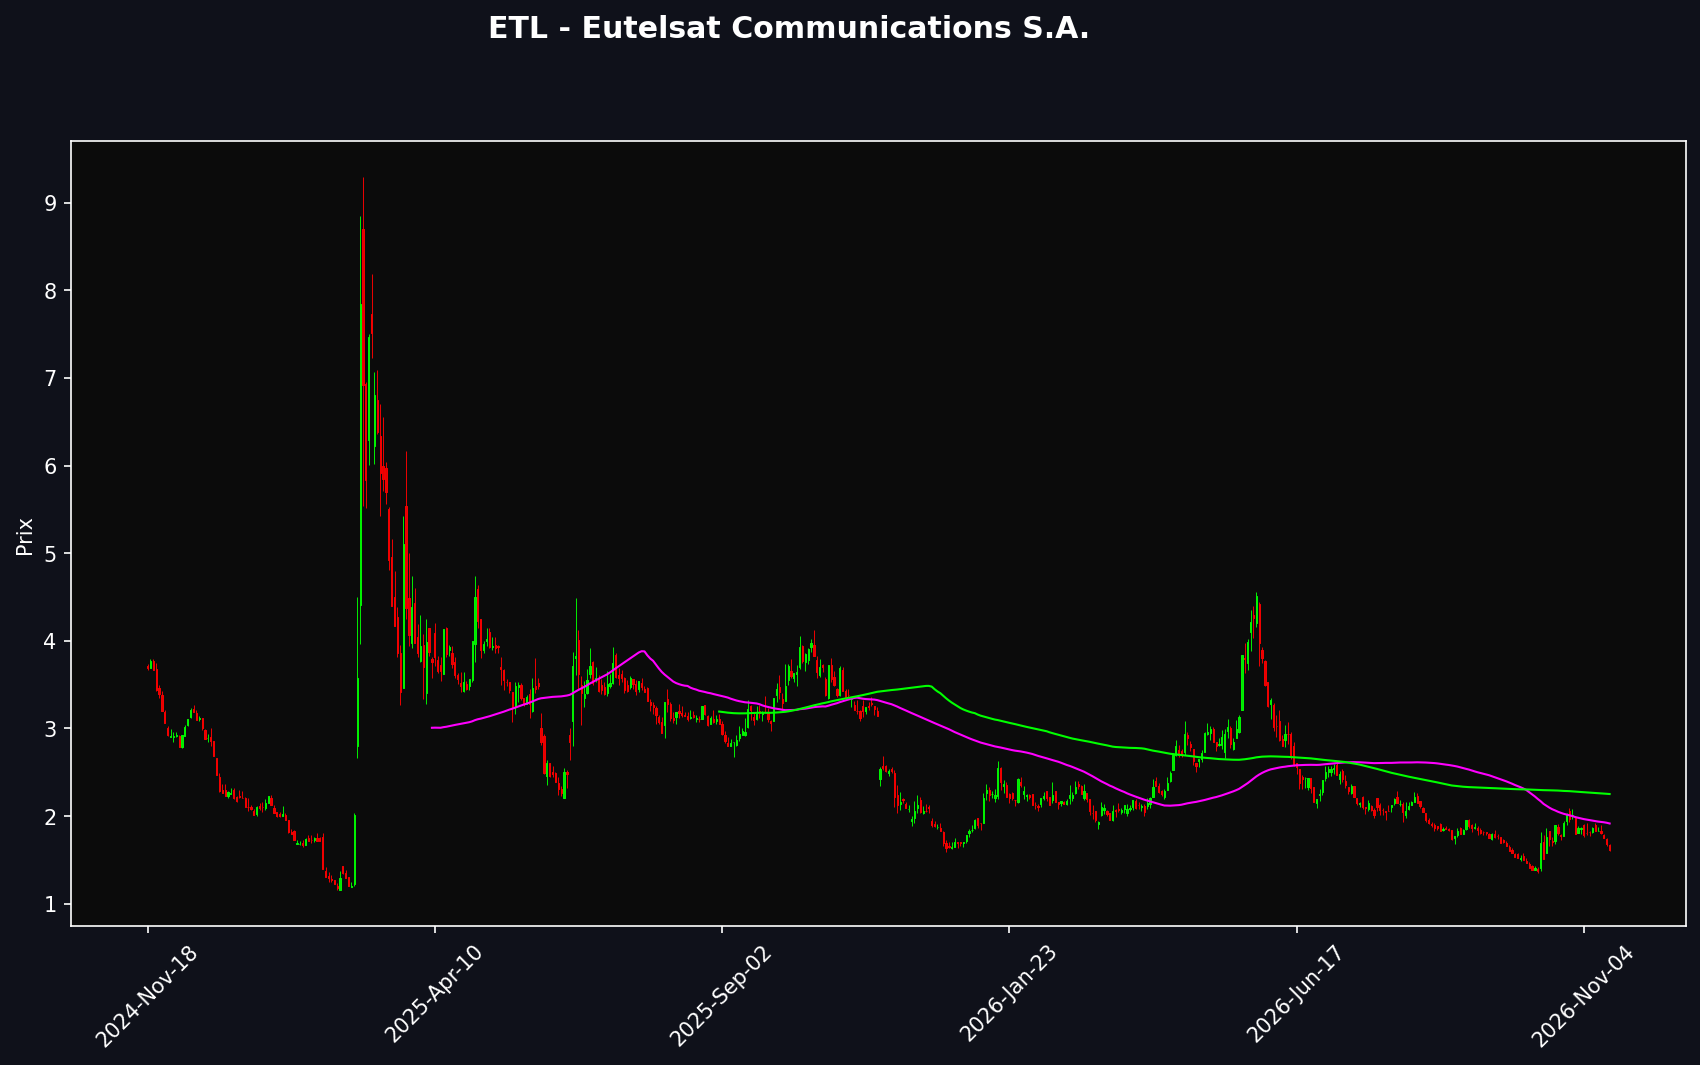 ETL - Eutelsat Communications S.A.
Prix
9
8
7
6
5
4
3
2
1
2024-Nov-18
2025-Apr-10
2025-Sep-02
2026-Jan-23
2026-Jun-17
2026-Nov-04